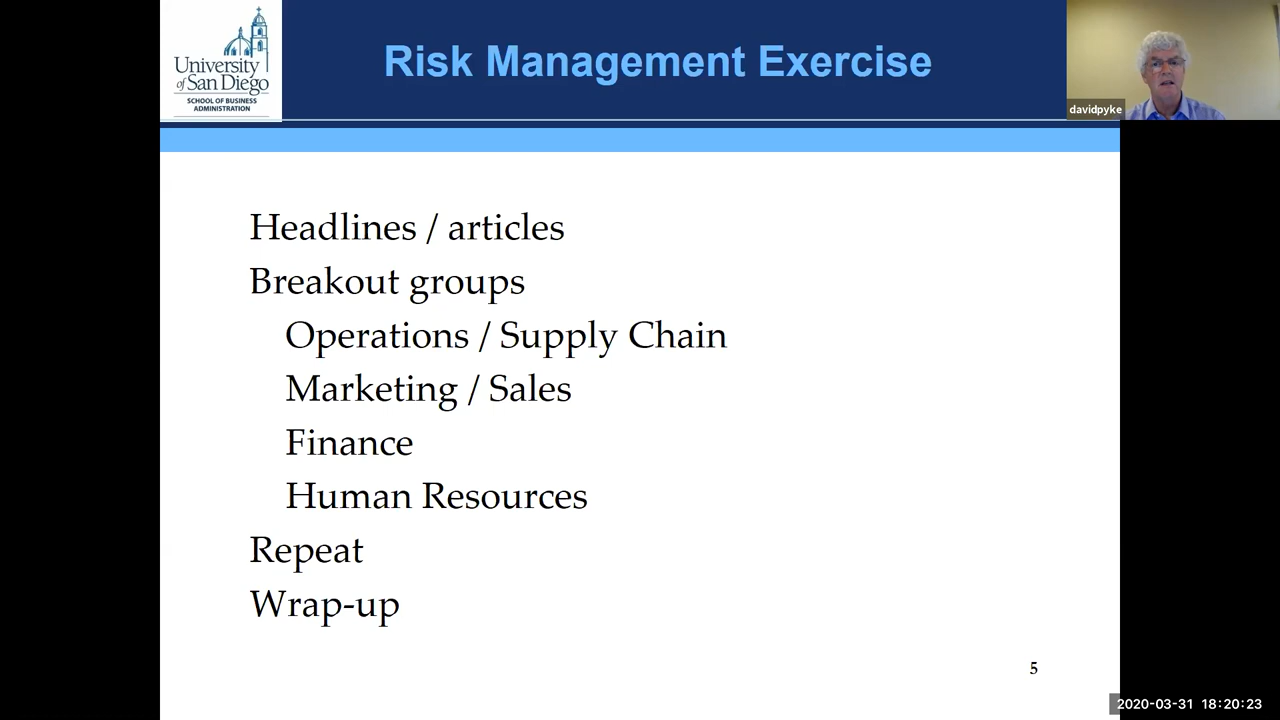 University
of San Diego
SCHOOL OF BUSINESS
ADMINISTRATION
Risk Management Exercise
davidpyke
Headlines / articles
Breakout groups
Operations / Supply Chain
Marketing / Sales
Finance
Human Resources
Repeat
Wrap-up
5
2020-03-31 18:20:23